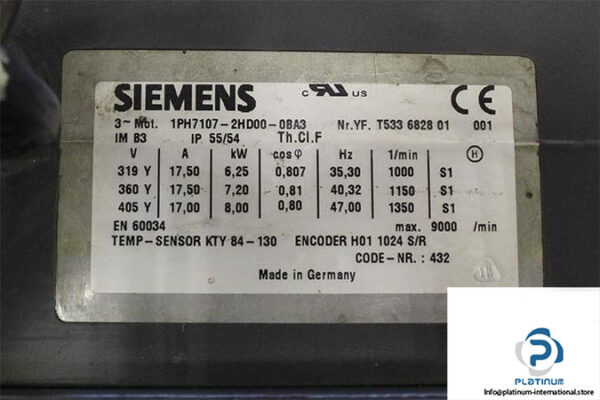 SIEMENS
c RU US
CE
3~ Mot. 1PH7107-2HD00-0BA3 Nr.YF. T533 6828 01 001
IM B3 IP 55/54 Th.Cl.F
V A kW cosφ Hz 1/min H
319 Y 17,50 6,25 0,807 35,30 1000 S1
360 Y 17,50 7,20 0,81 40,32 1150 S1
405 Y 17,00 8,00 0,80 47,00 1350 S1
EN 60034 max. 9000 /min
TEMP-SENSOR KTY 84-130 ENCODER H01 1024 S/R
CODE-NR.: 432
Made in Germany
PLATINUM
Info@platinum-international.store